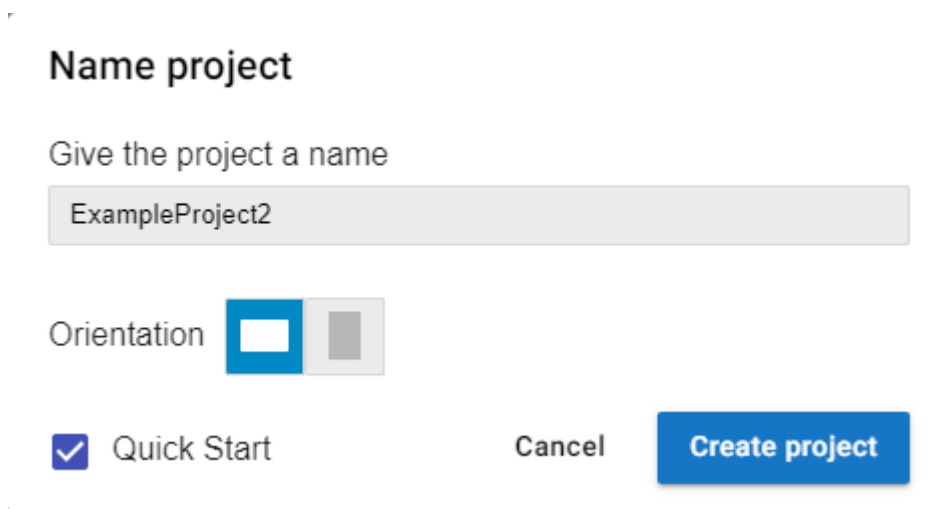 Name project
Give the project a name
ExampleProject2
Orientation
Quick Start Cancel Create project